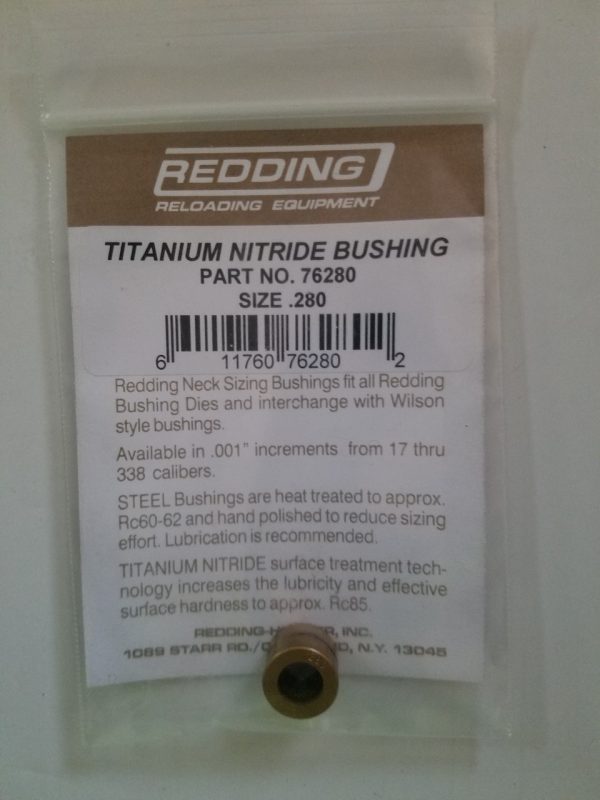 REDDING
RELOADING EQUIPMENT
TITANIUM NITRIDE BUSHING
PART NO. 76280
SIZE .280
6 11760 76280 2
Redding Neck Sizing Bushings fit all Redding
Bushing Dies and interchange with Wilson
style bushings.
Available in .001" increments from 17 thru
338 calibers.
STEEL Bushings are heat treated to approx.
Rc60-62 and hand polished to reduce sizing
effort. Lubrication is recommended.
TITANIUM NITRIDE surface treatment tech-
nology increases the lubricity and effective
surface hardness to approx. Rc85.
INC.
1089 STARR RD./ N.Y. 13045